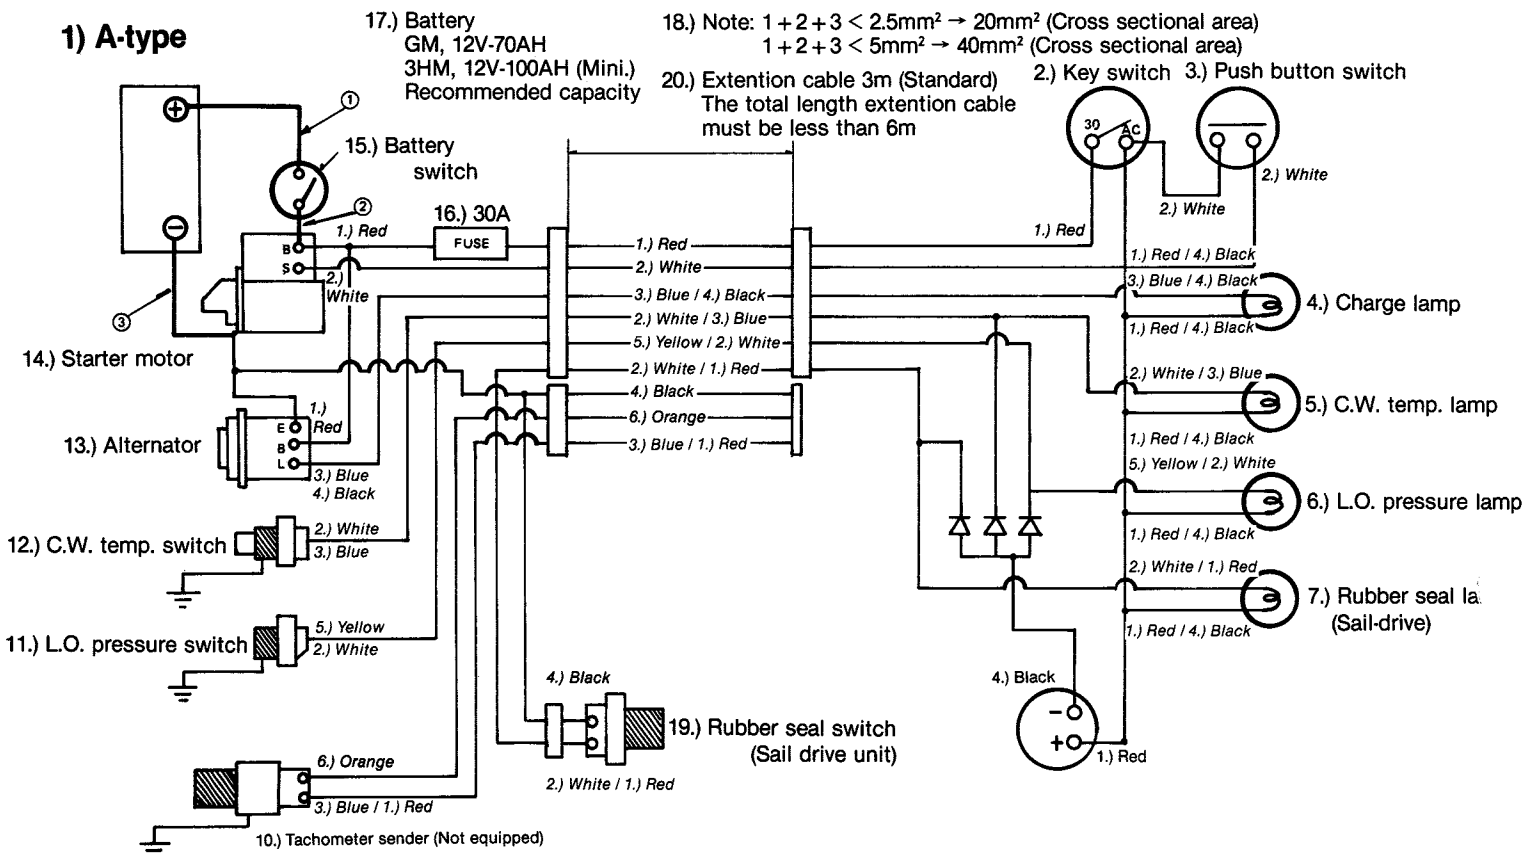 1) A-type
17.) Battery
GM, 12V-70AH
3HM, 12V-100AH (Mini.)
Recommended capacity
18.) Note: 1+2+3 < 2.5mm² → 20mm² (Cross sectional area)
1+2+3 < 5mm² → 40mm² (Cross sectional area)
20.) Extention cable 3m (Standard)
The total length extention cable
must be less than 6m
2.) Key switch
3.) Push button switch
+
①
15.) Battery
switch
②
30
AC
2.) White
2.) White
−
1.) Red
16.) 30A
FUSE
B
S
2.)
White
③
1.) Red
2.) White
3.) Blue / 4.) Black
2.) White / 3.) Blue
5.) Yellow / 2.) White
2.) White / 1.) Red
4.) Black
6.) Orange
3.) Blue / 1.) Red
1.) Red
1.) Red / 4.) Black
3.) Blue / 4.) Black
4.) Charge lamp
1.) Red / 4.) Black
14.) Starter motor
2.) White / 3.) Blue
5.) C.W. temp. lamp
1.) Red / 4.) Black
13.) Alternator
E
B
L
1.)
Red
3.) Blue
4.) Black
5.) Yellow / 2.) White
6.) L.O. pressure lamp
1.) Red / 4.) Black
12.) C.W. temp. switch
2.) White
3.) Blue
2.) White / 1.) Red
7.) Rubber seal la
(Sail-drive)
1.) Red / 4.) Black
11.) L.O. pressure switch
5.) Yellow
2.) White
4.) Black
19.) Rubber seal switch
(Sail drive unit)
2.) White / 1.) Red
4.) Black
−
+
1.) Red
6.) Orange
3.) Blue / 1.) Red
10.) Tachometer sender (Not equipped)